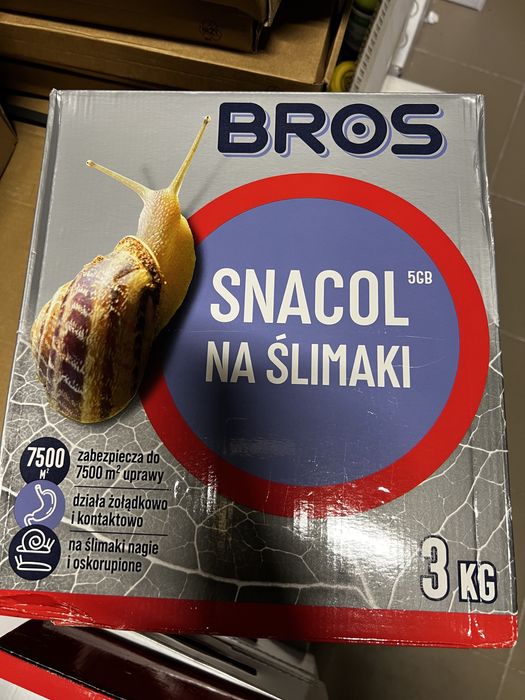 BROS
SNACOL 5GB
NA ŚLIMAKI
7500
M²
zabezpiecza do
7500 m² uprawy
działa żołądkowo
i kontaktowo
na ślimaki nagie
i oskorupione
3 KG